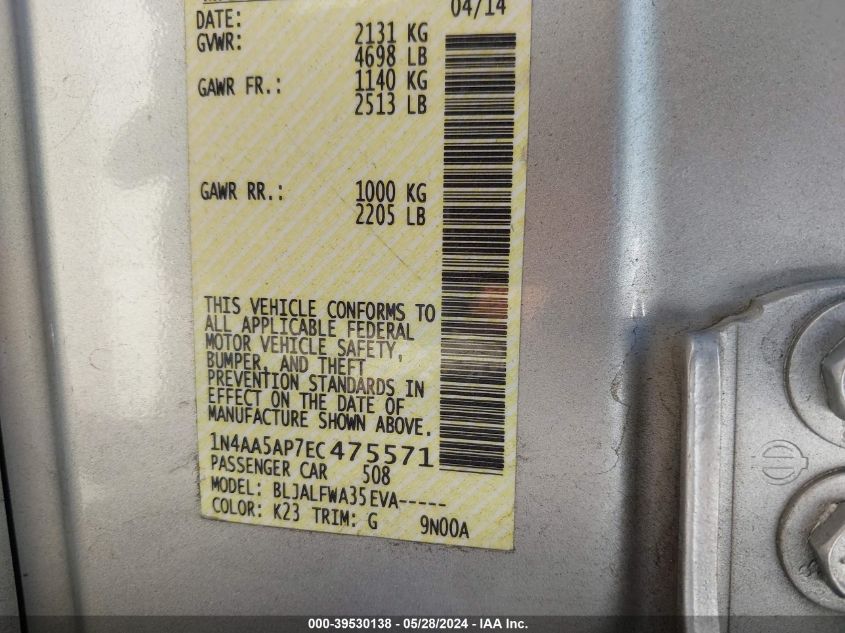 DATE: 04/14
GVWR: 2131 KG
4698 LB
GAWR FR.: 1140 KG
2513 LB
GAWR RR.: 1000 KG
2205 LB
THIS VEHICLE CONFORMS TO
ALL APPLICABLE FEDERAL
MOTOR VEHICLE SAFETY,
BUMPER, AND THEFT
PREVENTION STANDARDS IN
EFFECT ON THE DATE OF
MANUFACTURE SHOWN ABOVE.
1N4AA5AP7EC475571
PASSENGER CAR 508
MODEL: BLJALFWA35EVA-----
COLOR: K23 TRIM: G 9N00A
000-39530138 - 05/28/2024 - IAA Inc.